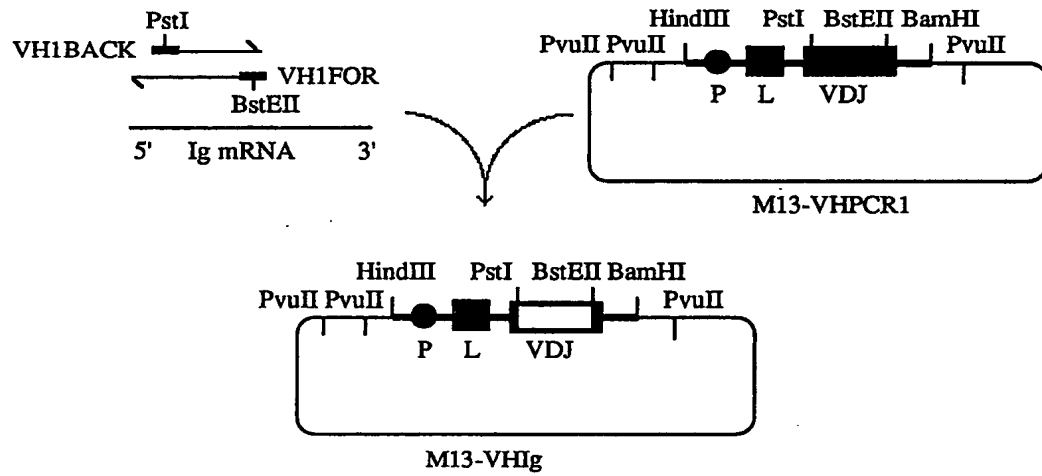 PstI
VH1BACK
VH1FOR
BstEII
5' Ig mRNA 3'
HindIII PstI BstEII BamHI
PvuII PvuII PvuII
P L VDJ
M13-VHPCR1
HindIII PstI BstEII BamHI
PvuII PvuII PvuII
P L VDJ
M13-VHIg